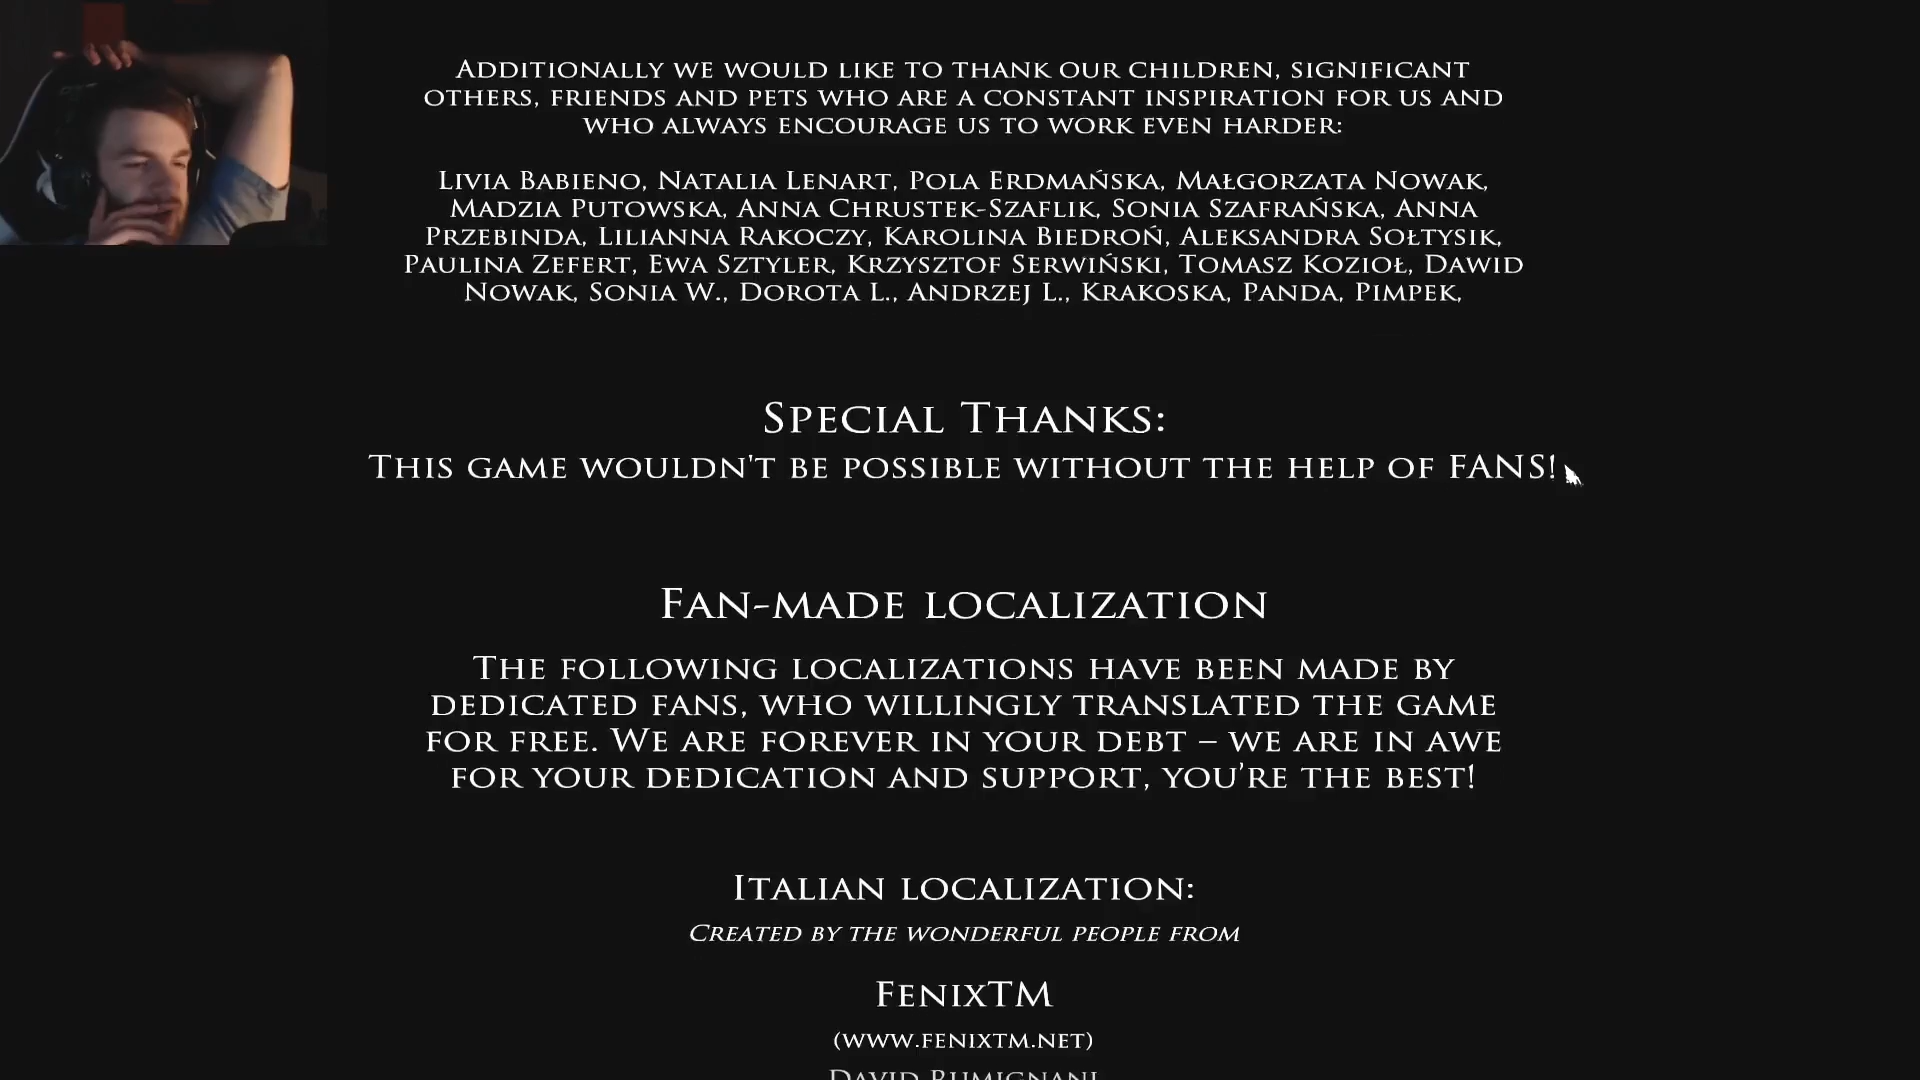 Additionally we would like to thank our children, significant
others, friends and pets who are a constant inspiration for us and
who always encourage us to work even harder:
Livia Babieno, Natalia Lenart, Pola Erdmańska, Małgorzata Nowak,
Madzia Putowska, Anna Chrustek-Szaflik, Sonia Szafrańska, Anna
Przebinda, Lilianna Rakoczy, Karolina Biedroń, Aleksandra Sołtysik,
Paulina Zefert, Ewa Sztyler, Krzysztof Serwiński, Tomasz Kozioł, Dawid
Nowak, Sonia W., Dorota L., Andrzej L., Krakoska, Panda, Pimpek,
Special Thanks:
This game wouldn't be possible without the help of FANS!
Fan-made localization
The following localizations have been made by
dedicated fans, who willingly translated the game
for free. We are forever in your debt – we are in awe
for your dedication and support, you’re the best!
Italian localization:
Created by the wonderful people from
FenixTM
(www.fenixtm.net)
David Rumignani